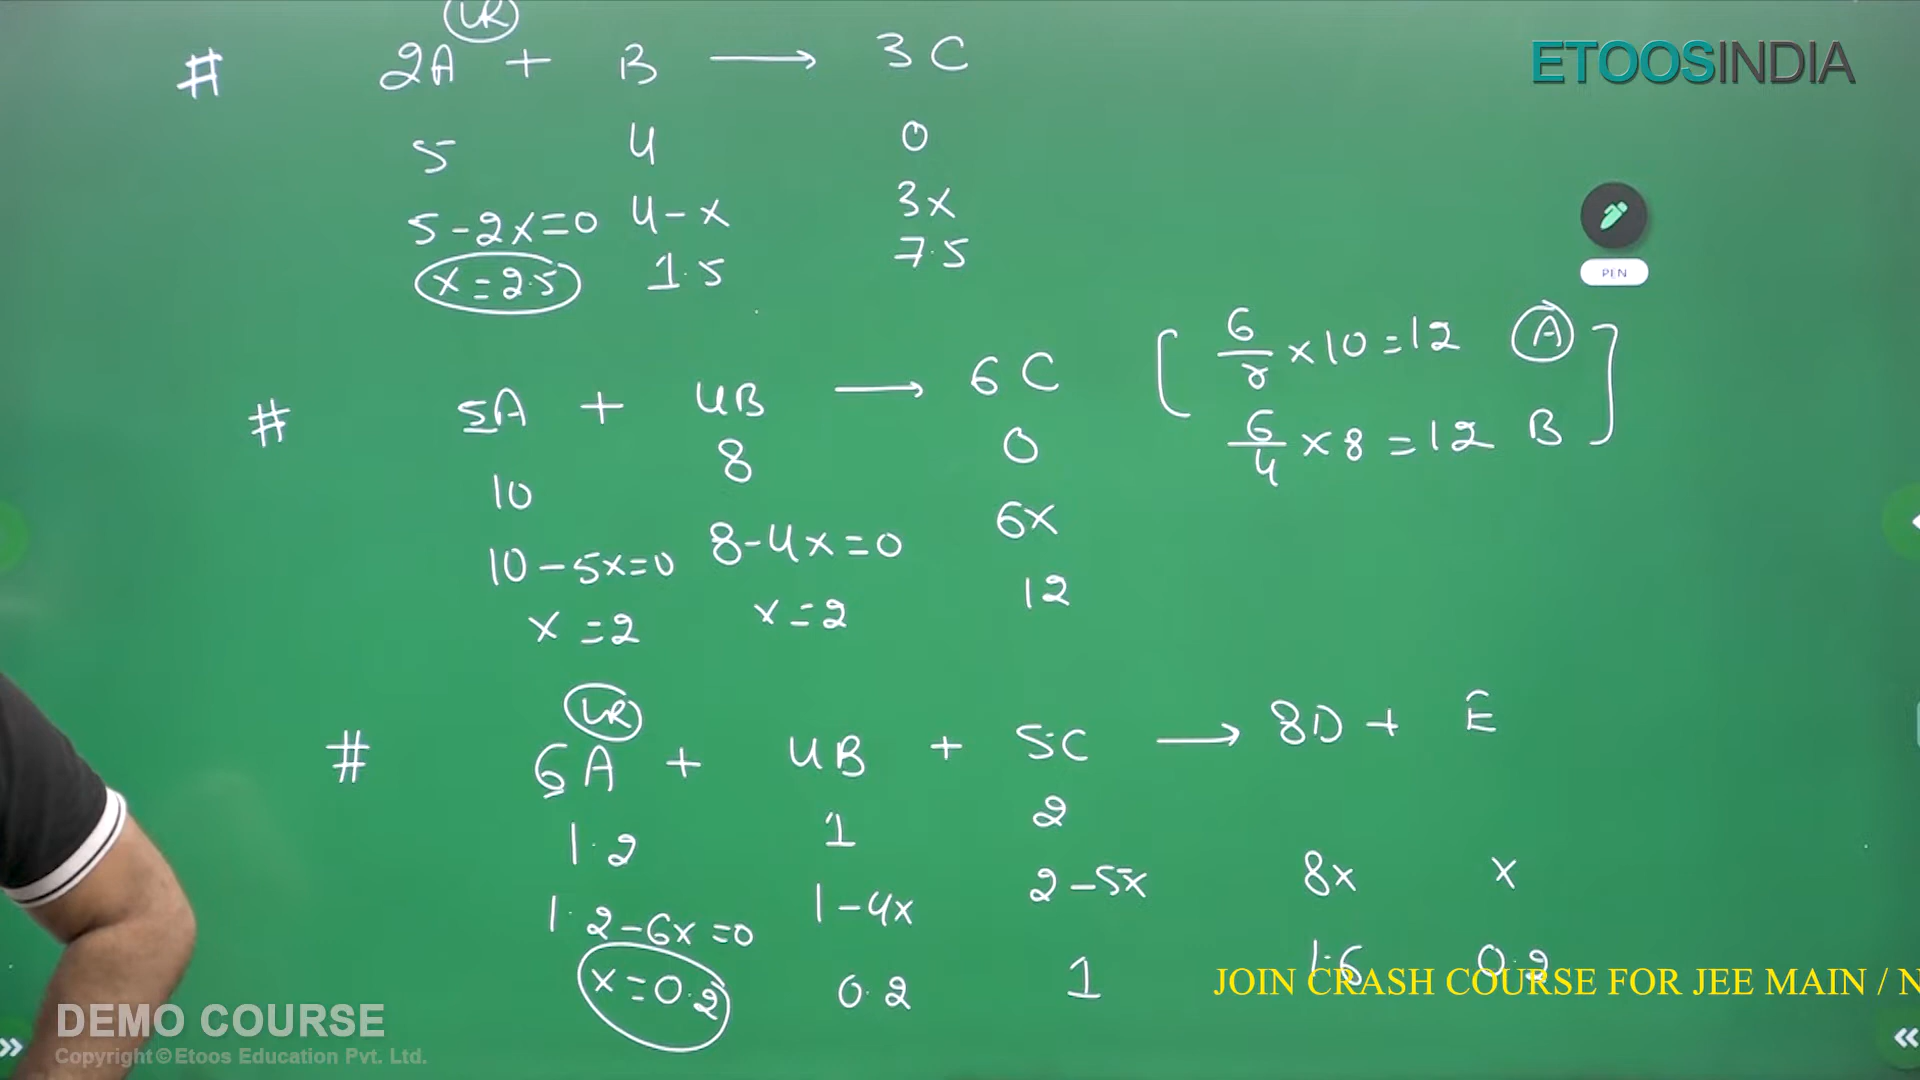 LR
# 2A + B ⟶ 3C
ETOOSINDIA
5 4 0
5-2x=0 4-x 3x
x=2.5 1.5 7.5
PEN
# 5A + 4B ⟶ 6C
10 8 0
10-5x=0 8-4x=0 6x
x=2 x=2 12
[ 6/5 ×10=12 A
6/4 ×8=12 B ]
LR
# 6A + 4B + 5C ⟶ 8D + E
1.2 1 2
1.2-6x=0 1-4x 2-5x 8x x
x=0.2 0.2 1 1.6 0.2
JOIN CRASH COURSE FOR JEE MAIN / N
DEMO COURSE
Copyright©Etoos Education Pvt. Ltd.